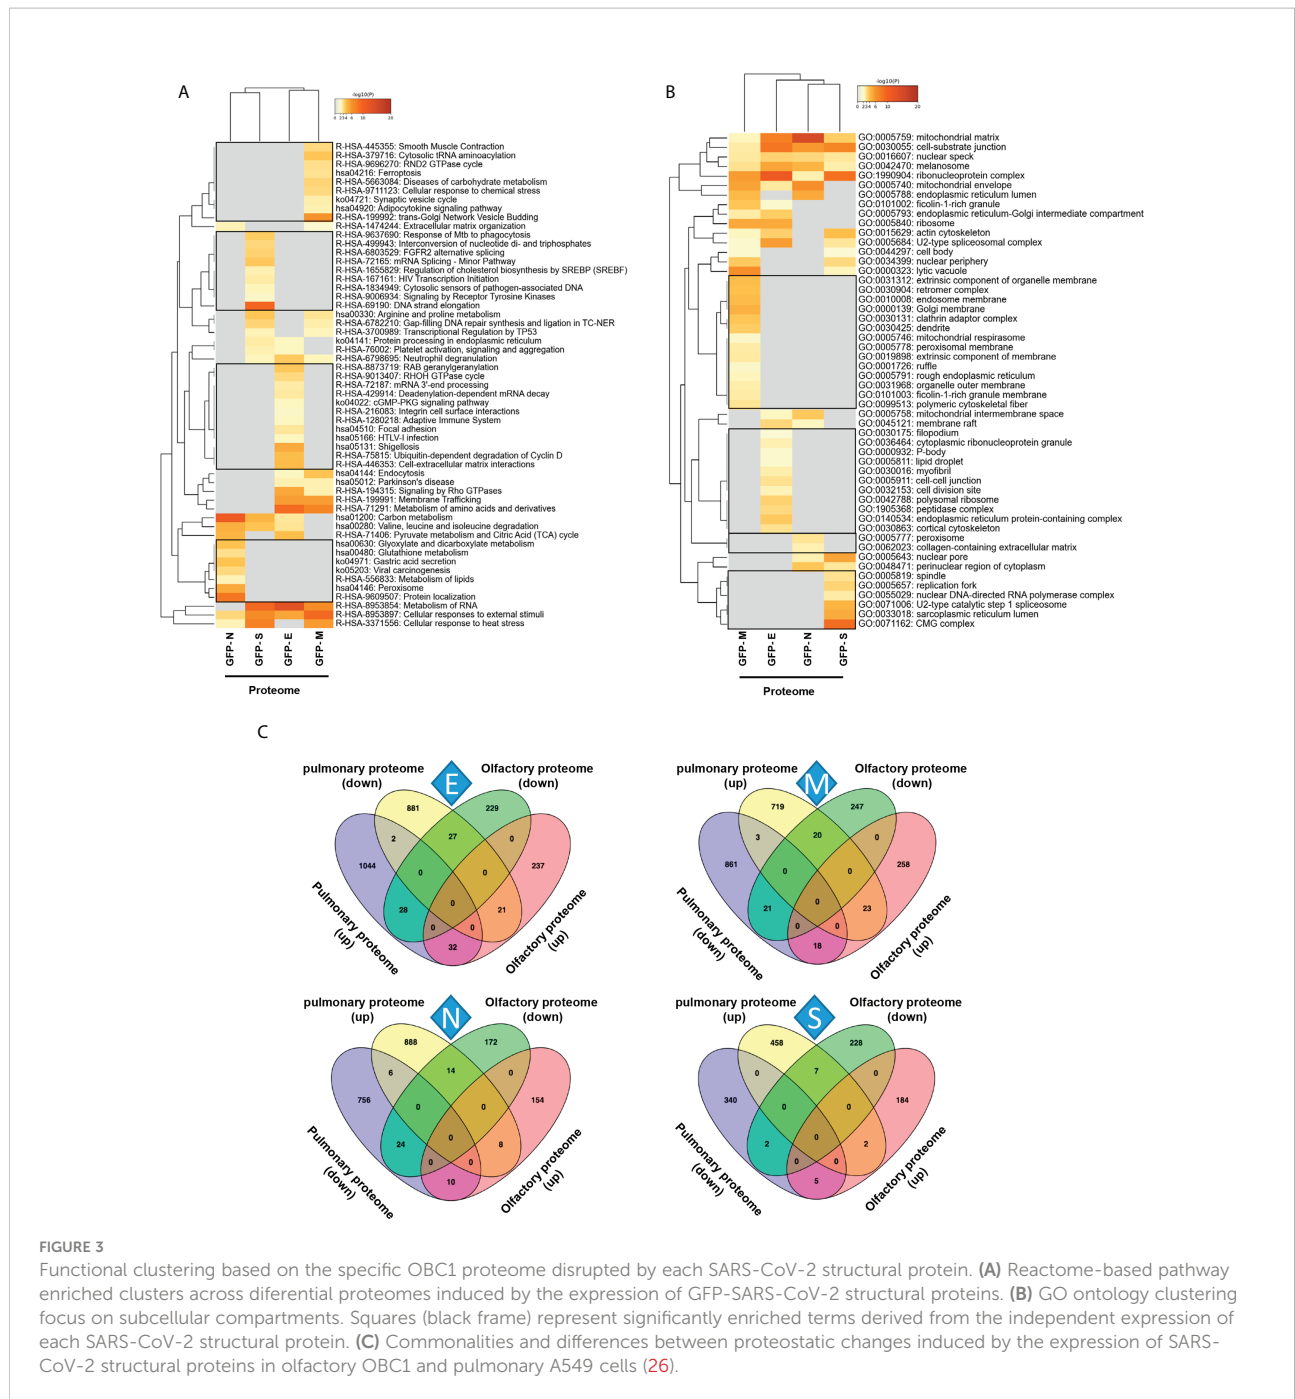 A
-log10(P)
0 2 3 4 6 10 20
R-HSA-445355: Smooth Muscle Contraction
R-HSA-379716: Cytosolic tRNA aminoacylation
R-HSA-9696270: RND2 GTPase cycle
hsa04216: Ferroptosis
R-HSA-5663084: Diseases of carbohydrate metabolism
R-HSA-9711123: Cellular response to chemical stress
ko04721: Synaptic vesicle cycle
hsa04920: Adipocytokine signaling pathway
R-HSA-199992: trans-Golgi Network Vesicle Budding
R-HSA-1474244: Extracellular matrix organization
R-HSA-9637690: Response of Mtb to phagocytosis
R-HSA-499943: Interconversion of nucleotide di- and triphosphates
R-HSA-6803529: FGFR2 alternative splicing
R-HSA-72165: mRNA Splicing - Minor Pathway
R-HSA-1655829: Regulation of cholesterol biosynthesis by SREBP (SREBF)
R-HSA-167161: HIV Transcription Initiation
R-HSA-1834949: Cytosolic sensors of pathogen-associated DNA
R-HSA-9006934: Signaling by Receptor Tyrosine Kinases
R-HSA-69190: DNA strand elongation
hsa00330: Arginine and proline metabolism
R-HSA-6782210: Gap-filling DNA repair synthesis and ligation in TC-NER
R-HSA-3700989: Transcriptional Regulation by TP53
ko04141: Protein processing in endoplasmic reticulum
R-HSA-76002: Platelet activation, signaling and aggregation
R-HSA-6798695: Neutrophil degranulation
R-HSA-8873719: RAB geranylgeranylation
R-HSA-9013407: RHOH GTPase cycle
R-HSA-72187: mRNA 3'-end processing
R-HSA-429914: Deadenylation-dependent mRNA decay
ko04022: cGMP-PKG signaling pathway
R-HSA-216083: Integrin cell surface interactions
R-HSA-1280218: Adaptive Immune System
hsa04510: Focal adhesion
hsa05166: HTLV-I infection
hsa05131: Shigellosis
R-HSA-75815: Ubiquitin-dependent degradation of Cyclin D
R-HSA-446353: Cell-extracellular matrix interactions
hsa04144: Endocytosis
hsa05012: Parkinson's disease
R-HSA-194315: Signaling by Rho GTPases
R-HSA-199991: Membrane Trafficking
R-HSA-71291: Metabolism of amino acids and derivatives
hsa01200: Carbon metabolism
hsa00280: Valine, leucine and isoleucine degradation
R-HSA-71406: Pyruvate metabolism and Citric Acid (TCA) cycle
hsa00630: Glyoxylate and dicarboxylate metabolism
hsa00480: Glutathione metabolism
ko04971: Gastric acid secretion
ko05203: Viral carcinogenesis
R-HSA-556833: Metabolism of lipids
hsa04146: Peroxisome
R-HSA-9609507: Protein localization
R-HSA-8953854: Metabolism of RNA
R-HSA-8953897: Cellular responses to external stimuli
R-HSA-3371556: Cellular response to heat stress
GFP-N
GFP-S
GFP-E
GFP-M
Proteome
B
-log10(P)
0 2 3 4 6 10 20
GO:0005759: mitochondrial matrix
GO:0030055: cell-substrate junction
GO:0016607: nuclear speck
GO:0042470: melanosome
GO:1990904: ribonucleoprotein complex
GO:0005740: mitochondrial envelope
GO:0005788: endoplasmic reticulum lumen
GO:0101002: ficolin-1-rich granule
GO:0005793: endoplasmic reticulum-Golgi intermediate compartment
GO:0005840: ribosome
GO:0015629: actin cytoskeleton
GO:0005684: U2-type spliceosomal complex
GO:0044297: cell body
GO:0034399: nuclear periphery
GO:0000323: lytic vacuole
GO:0031312: extrinsic component of organelle membrane
GO:0030904: retromer complex
GO:0010008: endosome membrane
GO:0000139: Golgi membrane
GO:0030131: clathrin adaptor complex
GO:0030425: dendrite
GO:0005746: mitochondrial respirasome
GO:0005778: peroxisomal membrane
GO:0019898: extrinsic component of membrane
GO:0001726: ruffle
GO:0005791: rough endoplasmic reticulum
GO:0031968: organelle outer membrane
GO:0101003: ficolin-1-rich granule membrane
GO:0099513: polymeric cytoskeletal fiber
GO:0005758: mitochondrial intermembrane space
GO:0045121: membrane raft
GO:0030175: filopodium
GO:0036464: cytoplasmic ribonucleoprotein granule
GO:0000932: P-body
GO:0005811: lipid droplet
GO:0030016: myofibril
GO:0005911: cell-cell junction
GO:0032153: cell division site
GO:0042788: polysomal ribosome
GO:1905368: peptidase complex
GO:0140534: endoplasmic reticulum protein-containing complex
GO:0030863: cortical cytoskeleton
GO:0005777: peroxisome
GO:0062023: collagen-containing extracellular matrix
GO:0005643: nuclear pore
GO:0048471: perinuclear region of cytoplasm
GO:0005819: spindle
GO:0005657: replication fork
GO:0055029: nuclear DNA-directed RNA polymerase complex
GO:0071006: U2-type catalytic step 1 spliceosome
GO:0033018: sarcoplasmic reticulum lumen
GO:0071162: CMG complex
GFP-M
GFP-E
GFP-N
GFP-S
Proteome
C
pulmonary proteome
(down)
E
Olfactory proteome
(down)
881
229
2
27
0
1044
0
0
237
28
0
21
0
0
32
Pulmonary proteome
(up)
Olfactory proteome
(up)
pulmonary proteome
(up)
M
Olfactory proteome
(down)
719
247
3
20
0
861
0
0
258
21
0
23
0
0
18
Pulmonary proteome
(down)
Olfactory proteome
(up)
pulmonary proteome
(up)
N
Olfactory proteome
(down)
888
172
6
14
0
756
0
0
154
24
0
8
0
0
10
Pulmonary proteome
(down)
Olfactory proteome
(up)
pulmonary proteome
(up)
S
Olfactory proteome
(down)
458
228
0
7
0
340
0
0
184
2
0
2
0
0
5
Pulmonary proteome
(down)
Olfactory proteome
(up)
FIGURE 3
Functional clustering based on the specific OBC1 proteome disrupted by each SARS-CoV-2 structural protein. (A) Reactome-based pathway
enriched clusters across diferential proteomes induced by the expression of GFP-SARS-CoV-2 structural proteins. (B) GO ontology clustering
focus on subcellular compartments. Squares (black frame) represent significantly enriched terms derived from the independent expression of
each SARS-CoV-2 structural protein. (C) Commonalities and differences between proteostatic changes induced by the expression of SARS-
CoV-2 structural proteins in olfactory OBC1 and pulmonary A549 cells (26).